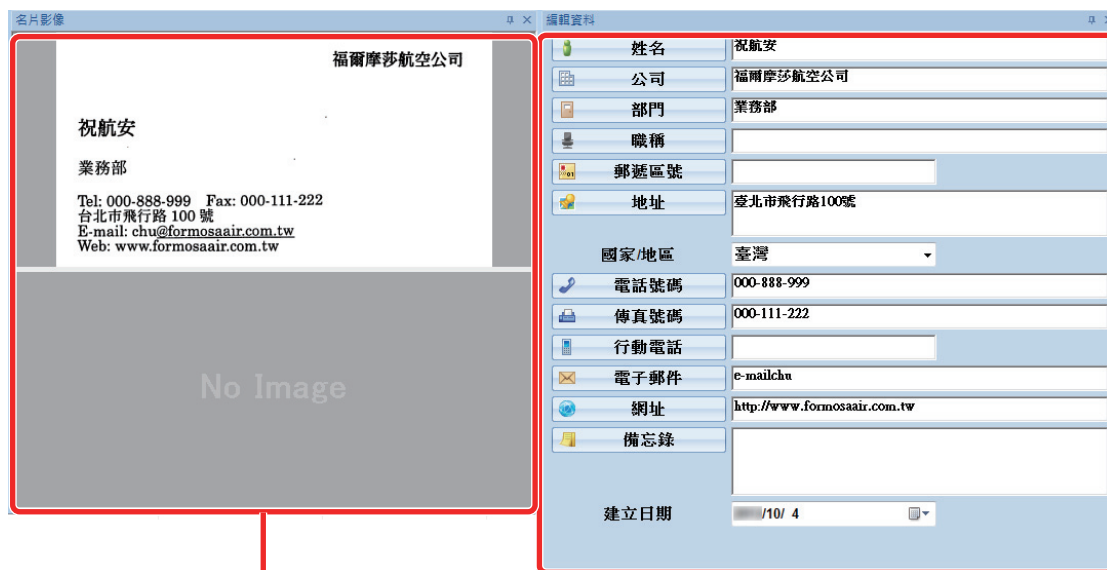 名片影像
福爾摩莎航空公司
祝航安
業務部
Tel: 000-888-999 Fax: 000-111-222
台北市飛行路 100 號
E-mail: chu@formosaair.com.tw
Web: www.formosaair.com.tw
No Image
編輯資料
姓名 祝航安
公司 福爾摩莎航空公司
部門 業務部
職稱
郵遞區號
地址 臺北市飛行路100號
國家/地區 臺灣
電話號碼 000-888-999
傳真號碼 000-111-222
行動電話
電子郵件 e-mailchu
網址 http://www.formosaair.com.tw
備忘錄
建立日期 /10/ 4